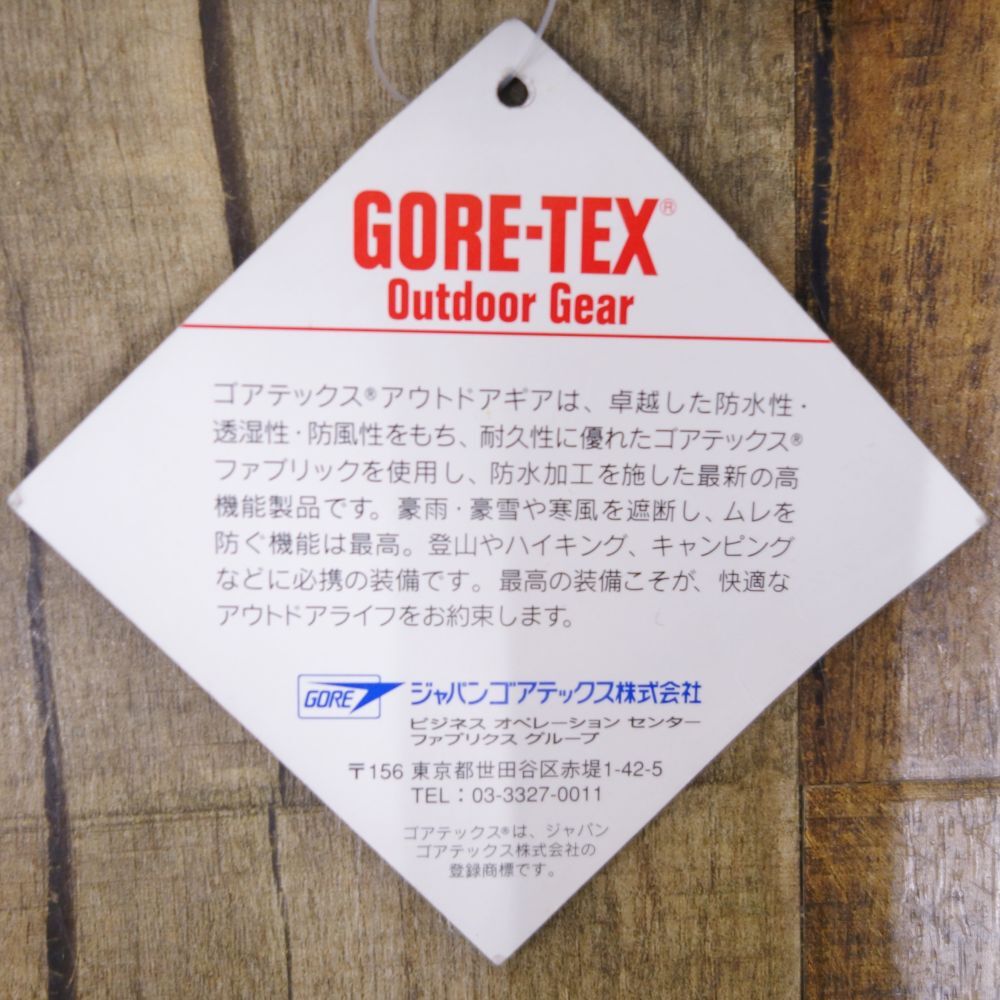 GORE-TEX®
Outdoor Gear
ゴアテックス®アウトドアギアは、卓越した防水性・
透湿性・防風性をもち、耐久性に優れたゴアテックス®
ファブリックを使用し、防水加工を施した最新の高
機能製品です。豪雨・豪雪や寒風を遮断し、ムレを
防ぐ機能は最高。登山やハイキング、キャンピング
などに必携の装備です。最高の装備こそが、快適な
アウトドアライフをお約束します。
GORE ジャパンゴアテックス株式会社
ビジネス オペレーション センター
ファブリクス グループ
〒156 東京都世田谷区赤堤1-42-5
TEL：03-3327-0011
ゴアテックス®は、ジャパン
ゴアテックス株式会社の
登録商標です。